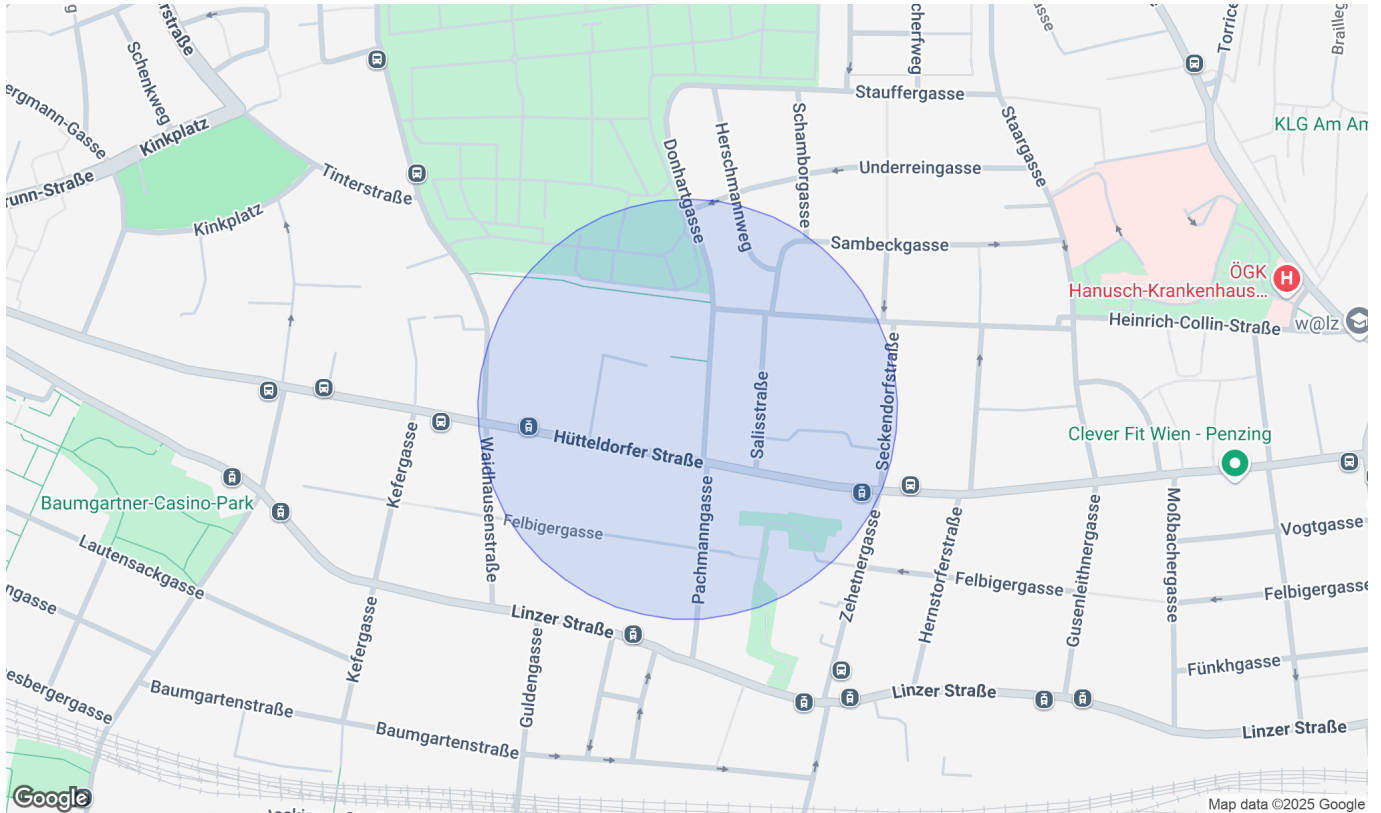 Schenkweg
Kinkplatz
Tinterstraße
Kinkplatz
Stauffergasse
Donhartgasse
Herschmannweg
Schamborgasse
Underreingasse
Staargasse
Sambeckgasse
KLG Am Am
ÖGK
Hanusch-Krankenhaus...
Heinrich-Collin-Straße
w@lz
Salisstraße
Seckendorfstraße
Hütteldorfer Straße
Clever Fit Wien - Penzing
Kefergasse
Waidhausenstraße
Baumgartner-Casino-Park
Felbigergasse
Pachmanngasse
Zehetnergasse
Hernstorferstraße
Felbigergasse
Gusenleithnergasse
Moßbachergasse
Vogtgasse
Felbigergasse
Lautensackgasse
Linzer Straße
Kefergasse
Guldengasse
Fünkhgasse
Baumgartenstraße
Linzer Straße
Linzer Straße
Baumgartenstraße
Google
Map data ©2025 Google